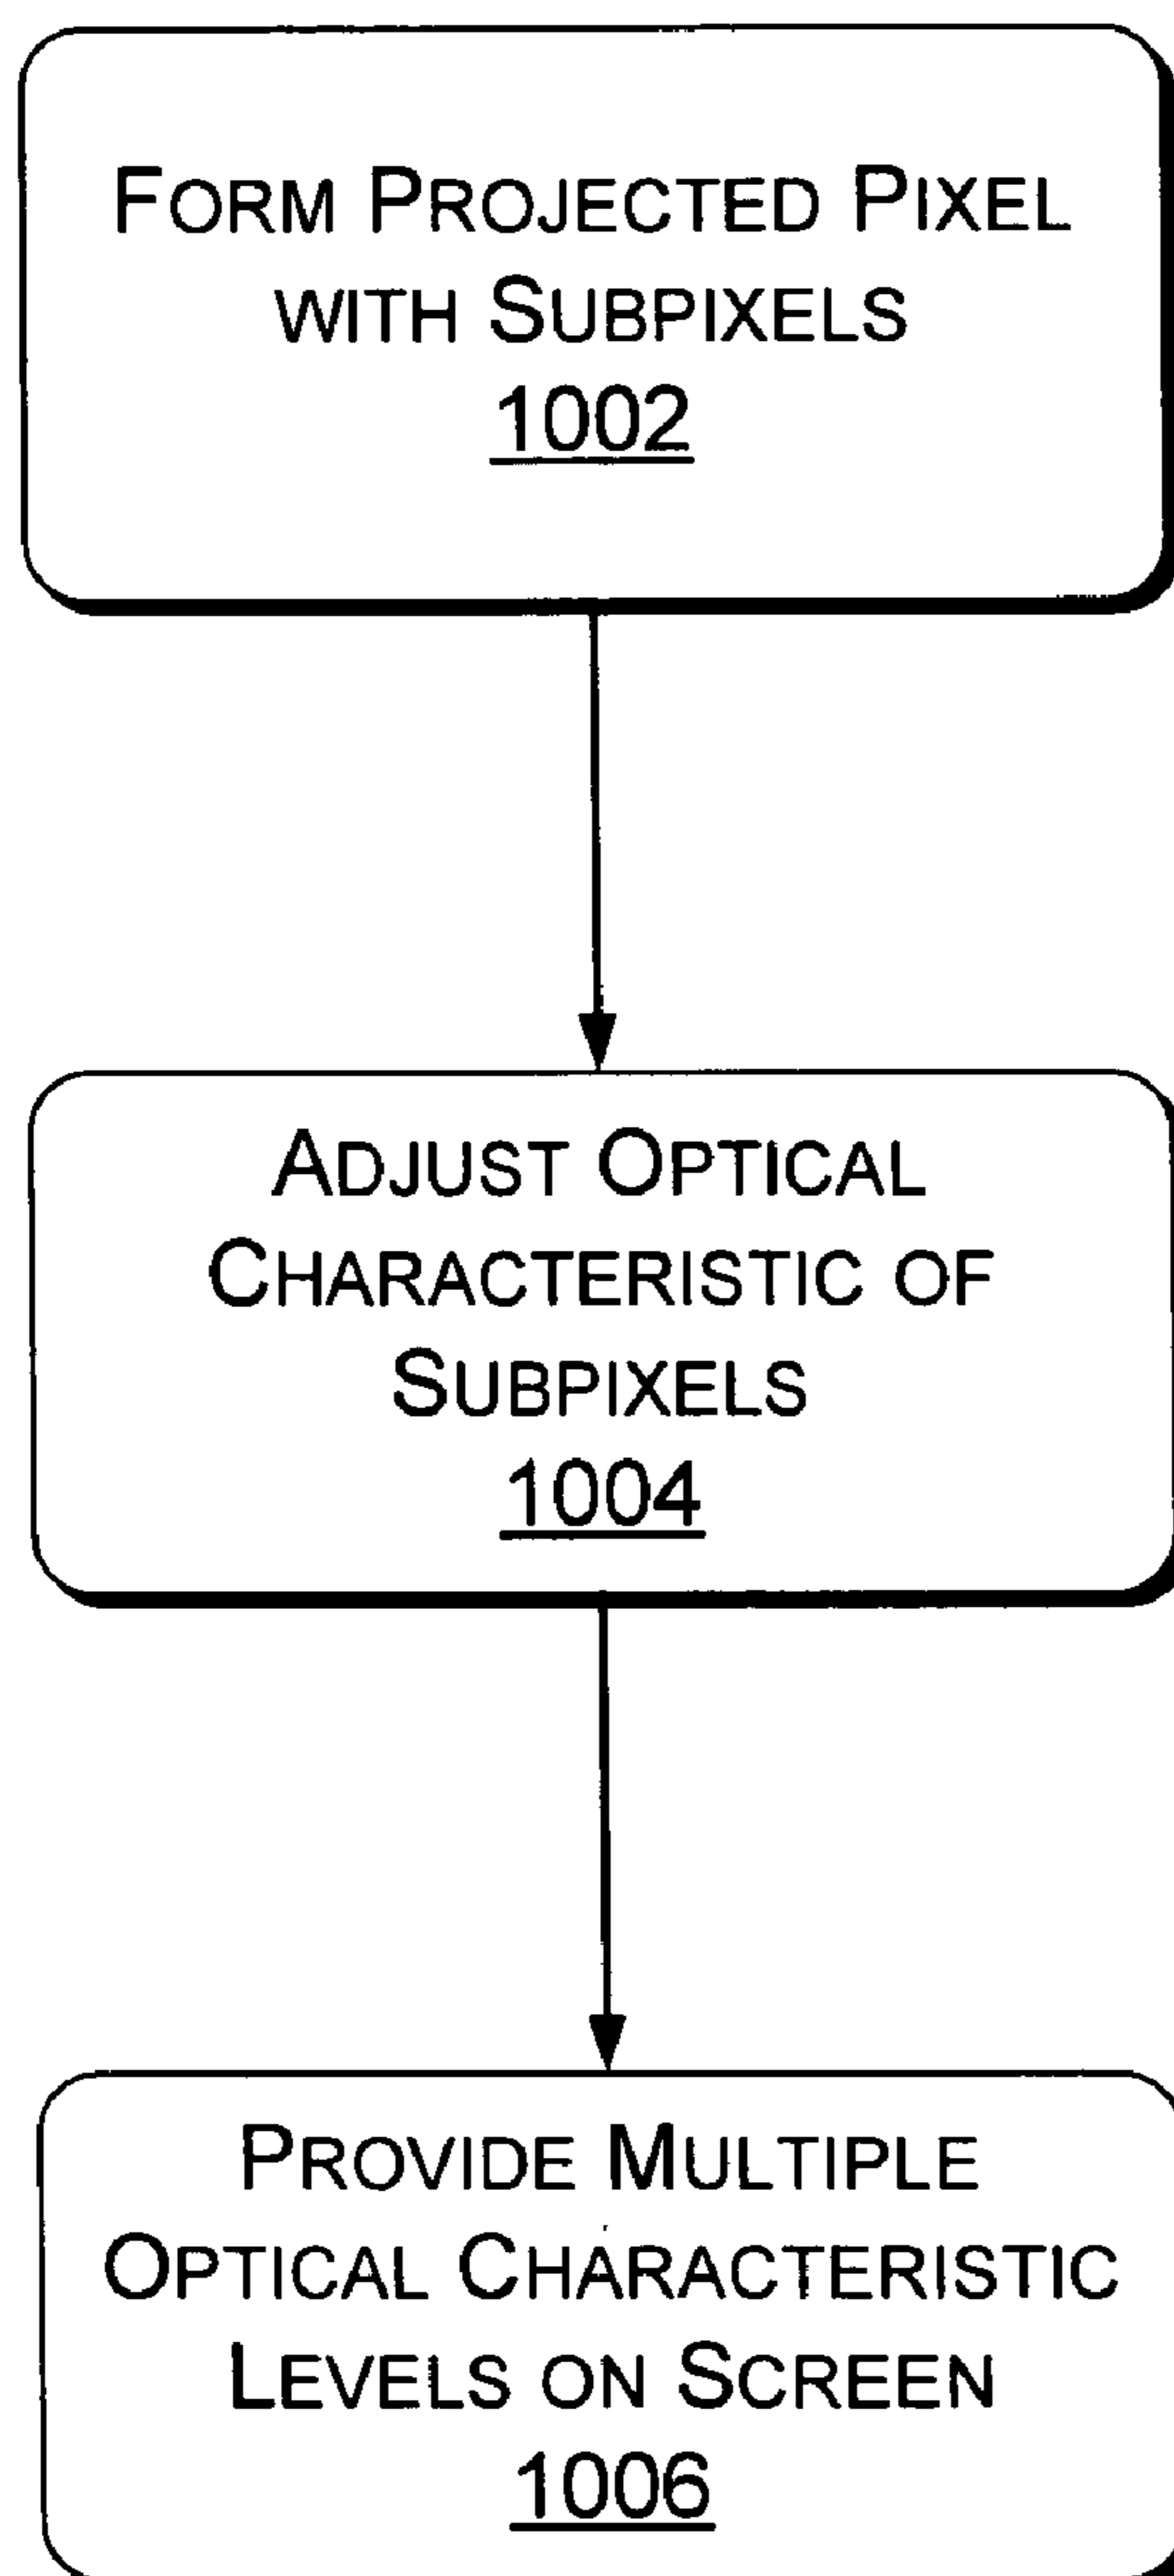 FORM PROJECTED PIXEL
WITH SUBPIXELS
1002
ADJUST OPTICAL
CHARACTERISTIC OF
SUBPIXELS
1004
PROVIDE MULTIPLE
OPTICAL CHARACTERISTIC
LEVELS ON SCREEN
1006